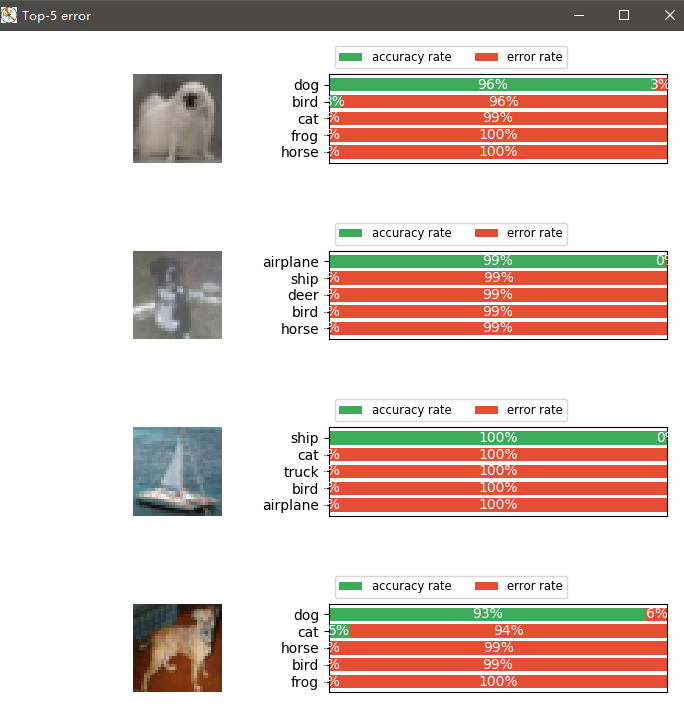 Top-5 error
accuracy rate error rate
dog 96% 3%
bird 3% 96%
cat % 99%
frog % 100%
horse % 100%
accuracy rate error rate
airplane 99% 0%
ship % 99%
deer % 99%
bird % 99%
horse % 99%
accuracy rate error rate
ship 100% 0%
cat % 100%
truck % 100%
bird % 100%
airplane % 100%
accuracy rate error rate
dog 93% 6%
cat 5% 94%
horse % 99%
bird % 99%
frog % 100%